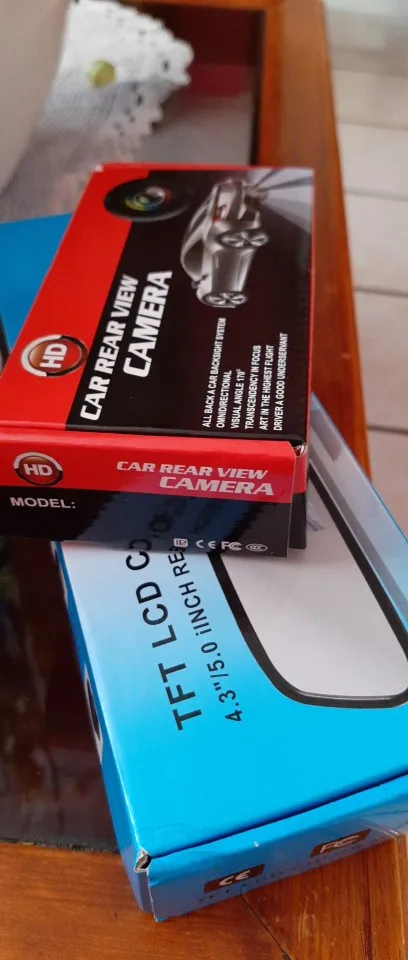 HD
CAR REAR VIEW
CAMERA
ALL BACK A CAR BACKSIGHT SYSTEM
OMNIDIRECTIONAL
VISUAL ANGLE 170°
TRANSCENDENCY IN FOCUS
ART IN THE HIGHEST FLIGHT
DRIVER A GOOD UNDERSERVANT
HD
CAR REAR VIEW
CAMERA
MODEL:
CE FC CCC
TFT LCD CO
4.3"/5.0 iINCH RE
CE FC